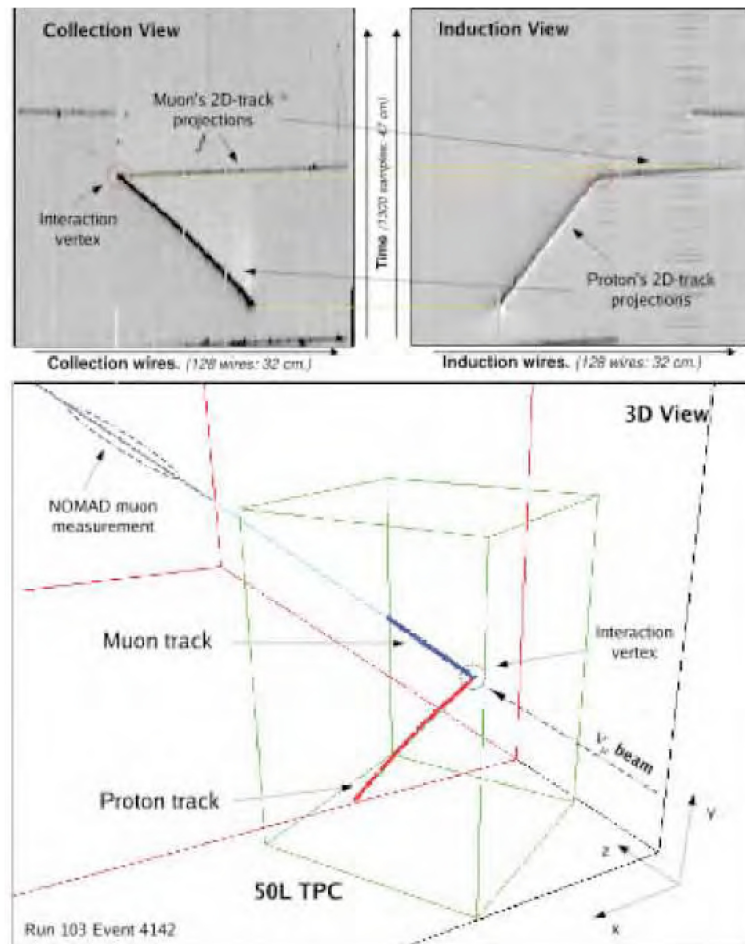 Collection View
Induction View
Muon's 2D-track
projections
Interaction
vertex
Time (1300 samples: 47 cm.)
Proton's 2D-track
projections
Collection wires. (128 wires: 32 cm.)
Induction wires. (128 wires: 32 cm.)
3D View
NOMAD muon
measurement
Muon track
Interaction
vertex
νμ beam
Proton track
y
z
x
50L TPC
Run 103 Event 4142